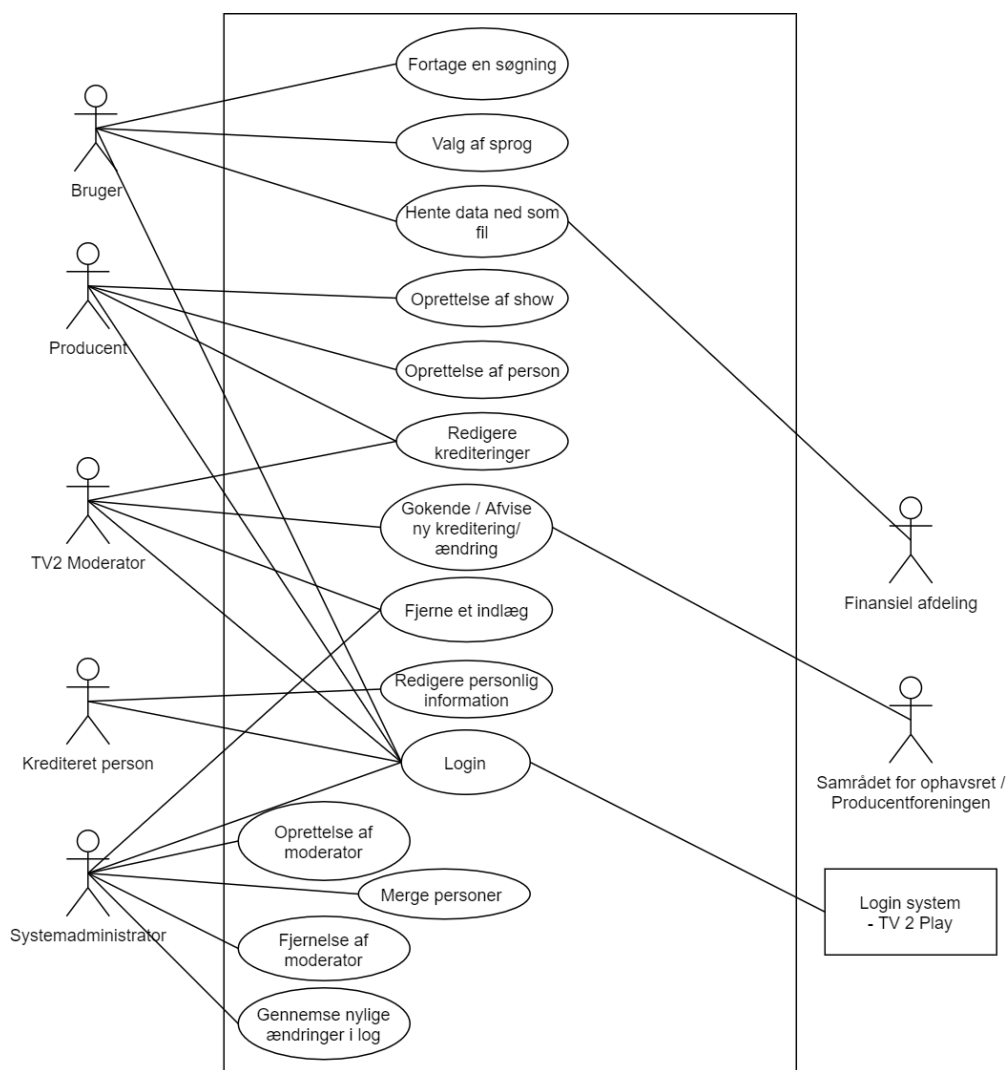 Fortage en søgning
Valg af sprog
Bruger
Hente data ned som
fil
Oprettelse af show
Producent
Oprettelse af person
Redigere
krediteringer
Gokende / Afvise
ny kreditering/
ændring
TV2 Moderator
Finansiel afdeling
Fjerne et indlæg
Redigere personlig
information
Krediteret person
Login
Samrådet for ophavsret /
Producentforeningen
Oprettelse af
moderator
Merge personer
Login system
- TV 2 Play
Systemadministrator
Fjernelse af
moderator
Gennemse nylige
ændringer i log